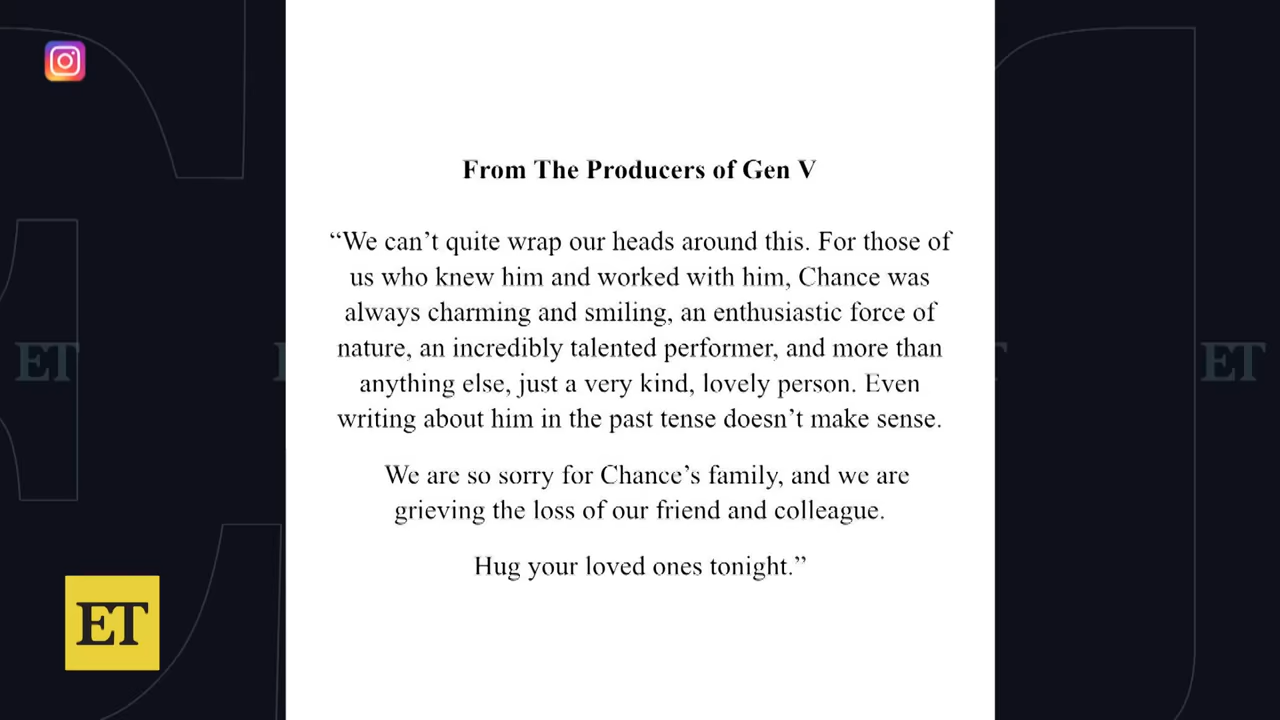 From The Producers of Gen V
“We can’t quite wrap our heads around this. For those of
us who knew him and worked with him, Chance was
always charming and smiling, an enthusiastic force of
nature, an incredibly talented performer, and more than
anything else, just a very kind, lovely person. Even
writing about him in the past tense doesn’t make sense.
We are so sorry for Chance’s family, and we are
grieving the loss of our friend and colleague.
Hug your loved ones tonight.”
ET
ET
ET